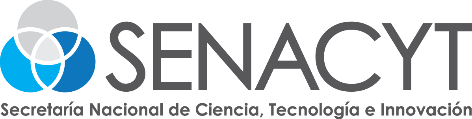 SENACYT
Secretaría Nacional de Ciencia, Tecnología e Innovación